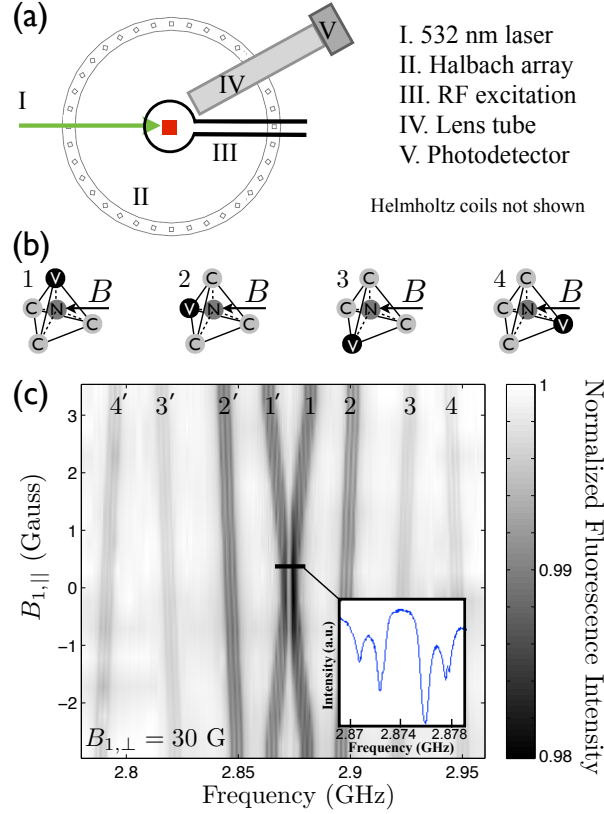 (a)
I
II
III
IV
V
I. 532 nm laser
II. Halbach array
III. RF excitation
IV. Lens tube
V. Photodetector
Helmholtz coils not shown
(b)
1 V N C C C B
2 C V N C C B
3 C C N C V B
4 C C N V C B
(c)
4′ 3′ 2′ 1′ 1 2 3 4
3
2
1
0
-1
-2
B1,|| (Gauss)
B1,⊥ = 30 G
2.8 2.85 2.9 2.95
Frequency (GHz)
Intensity (a.u.)
2.87 2.874 2.878
Frequency (GHz)
1
0.99
0.98
Normalized Fluorescence Intensity